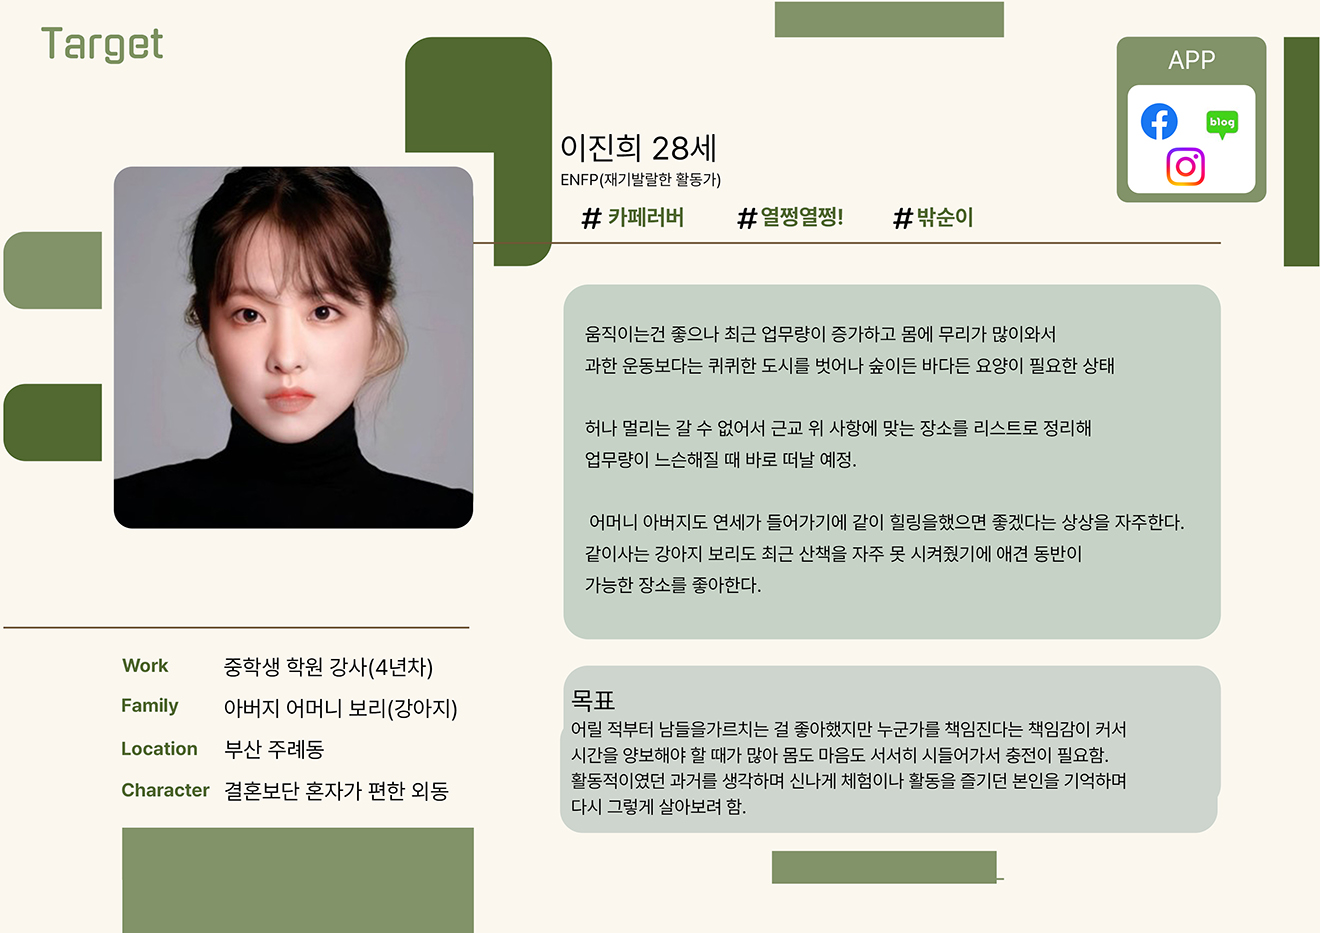 Target
APP
blog
이진희 28세
ENFP(재기발랄한 활동가)
# 카페러버 # 열쩡열쩡! # 밖순이
움직이는건 좋으나 최근 업무량이 증가하고 몸에 무리가 많이와서
과한 운동보다는 퀴퀴한 도시를 벗어나 숲이든 바다든 요양이 필요한 상태
허나 멀리는 갈 수 없어서 근교 위 사항에 맞는 장소를 리스트로 정리해
업무량이 느슨해질 때 바로 떠날 예정.
어머니 아버지도 연세가 들어가기에 같이 힐링을했으면 좋겠다는 상상을 자주한다.
같이사는 강아지 보리도 최근 산책을 자주 못 시켜줬기에 애견 동반이
가능한 장소를 좋아한다.
Work 중학생 학원 강사(4년차)
Family 아버지 어머니 보리(강아지)
Location 부산 주례동
Character 결혼보단 혼자가 편한 외동
목표
어릴 적부터 남들을가르치는 걸 좋아했지만 누군가를 책임진다는 책임감이 커서
시간을 양보해야 할 때가 많아 몸도 마음도 서서히 시들어가서 충전이 필요함.
활동적이였던 과거를 생각하며 신나게 체험이나 활동을 즐기던 본인을 기억하며
다시 그렇게 살아보려 함.